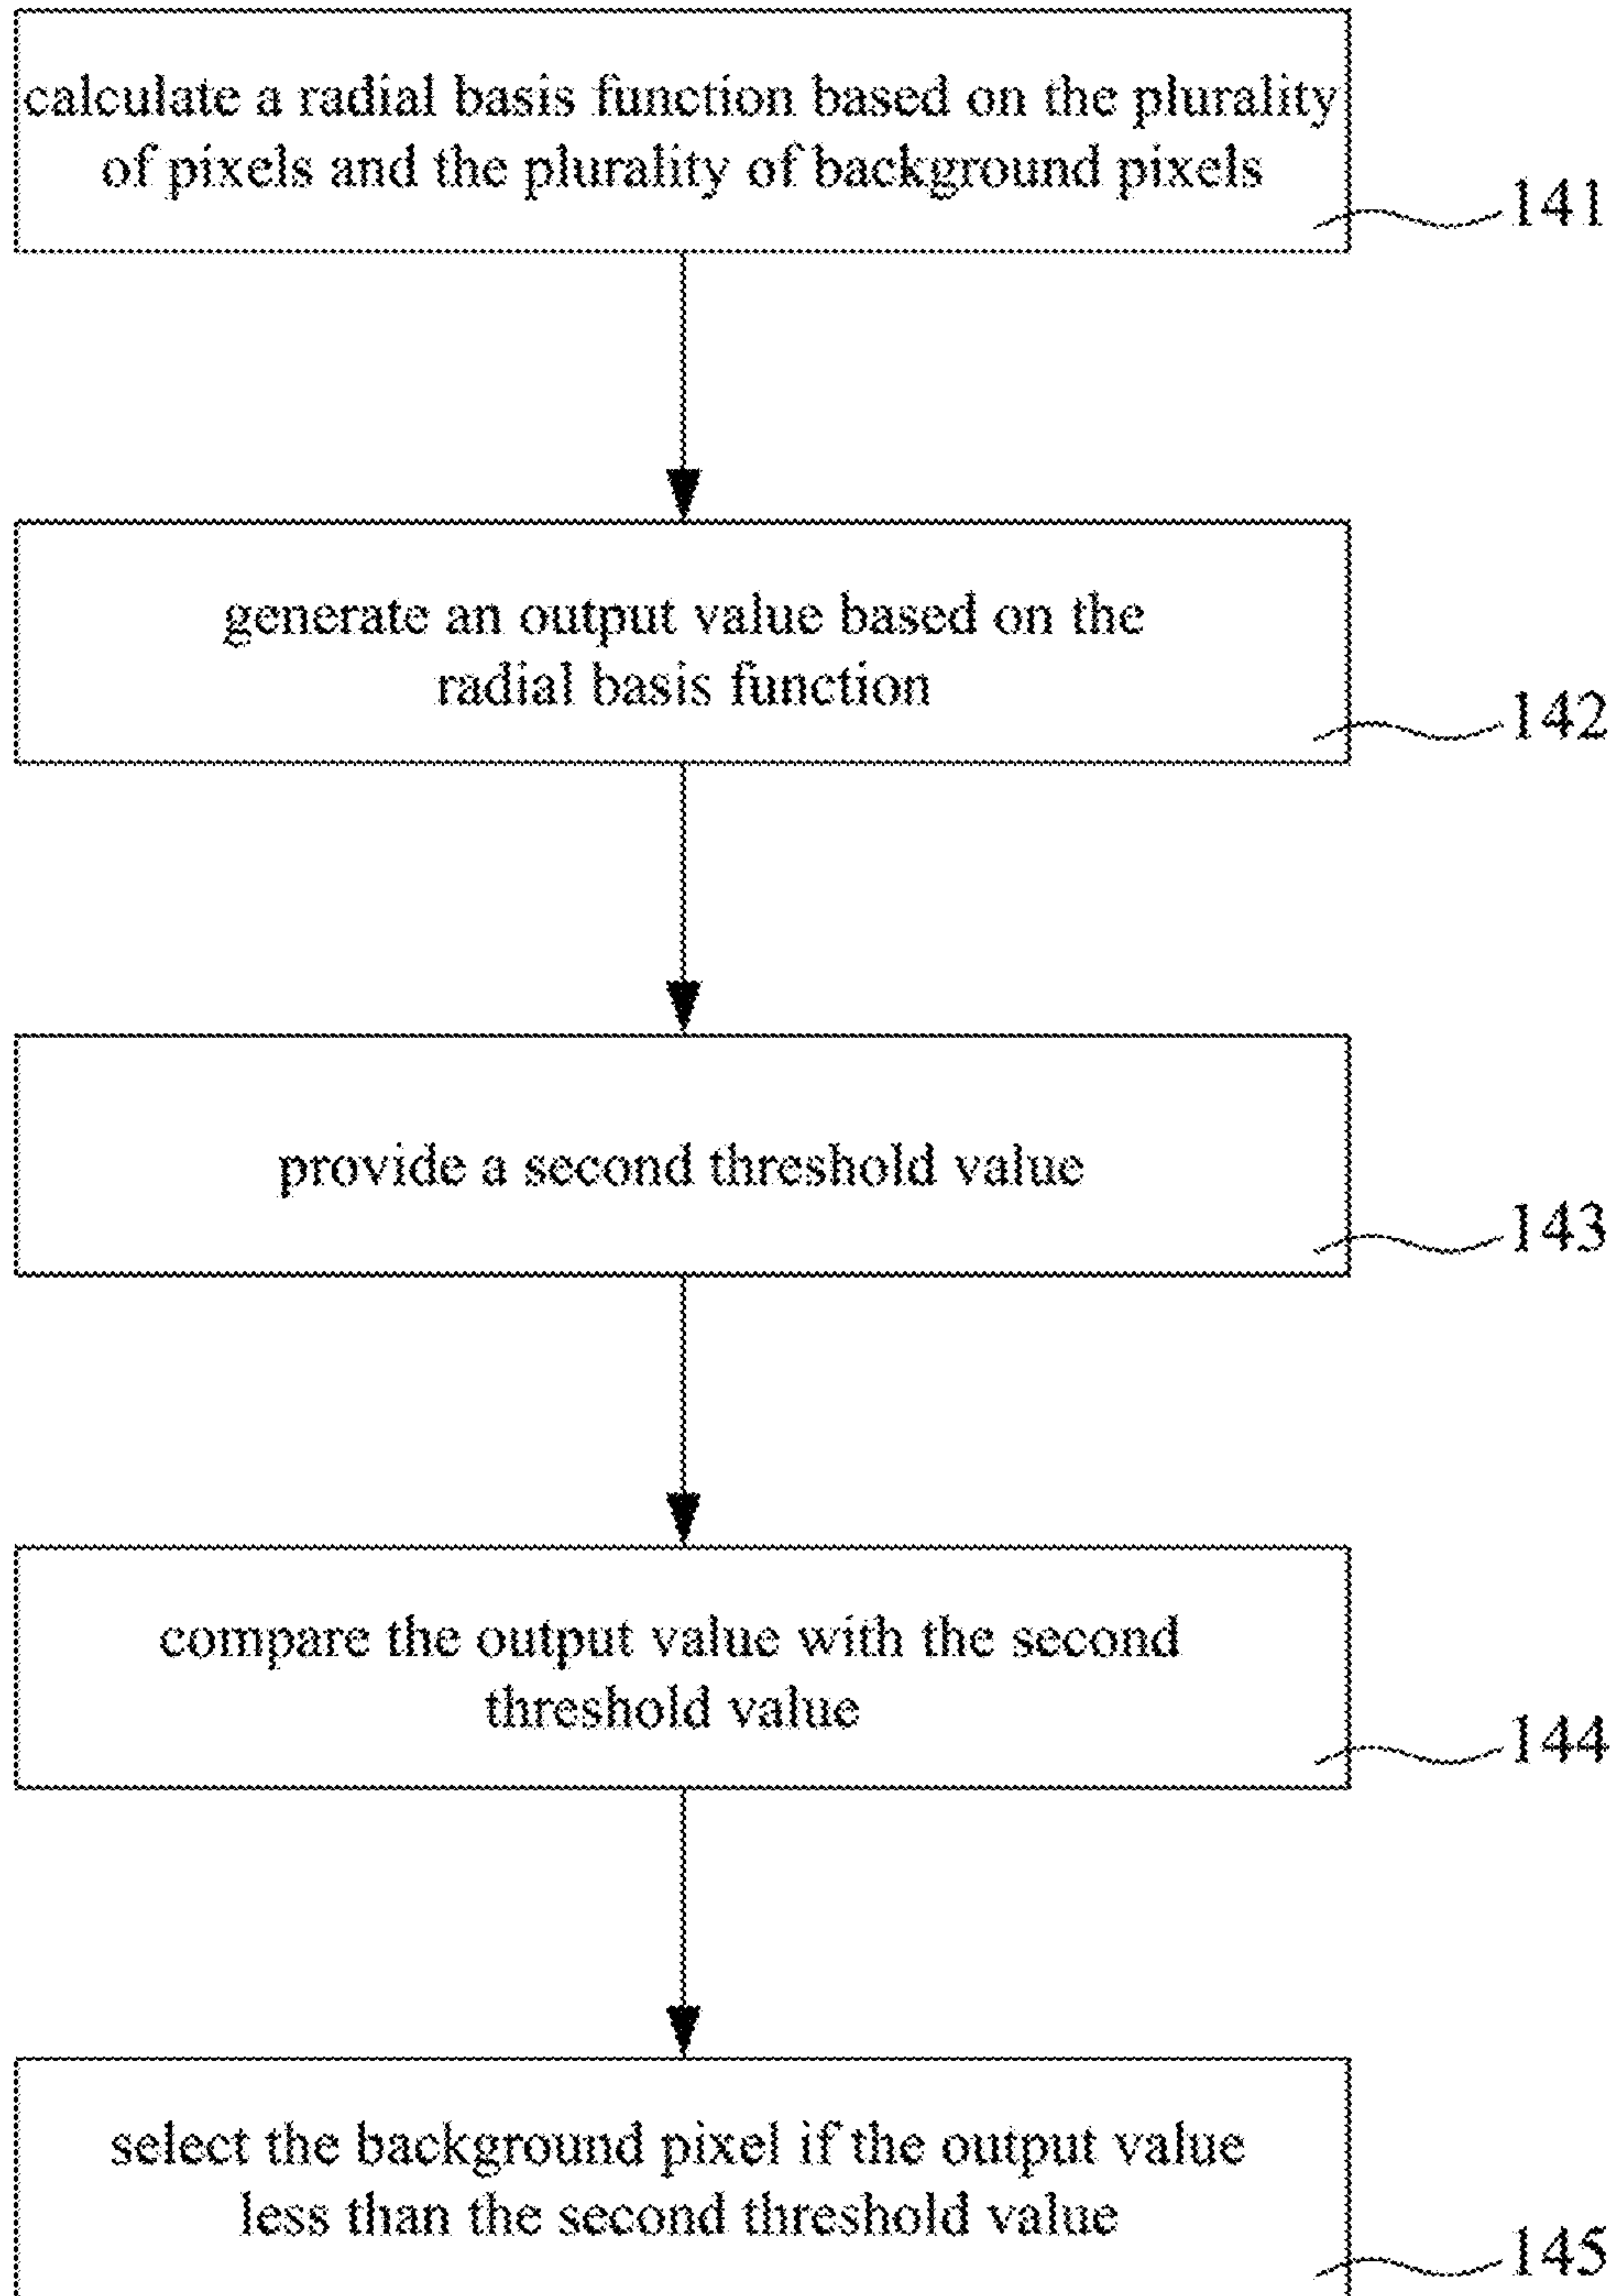 calculate a radial basis function based on the plurality
of pixels and the plurality of background pixels
141
generate an output value based on the
radial basis function
142
provide a second threshold value
143
compare the output value with the second
threshold value
144
select the background pixel if the output value
less than the second threshold value
145